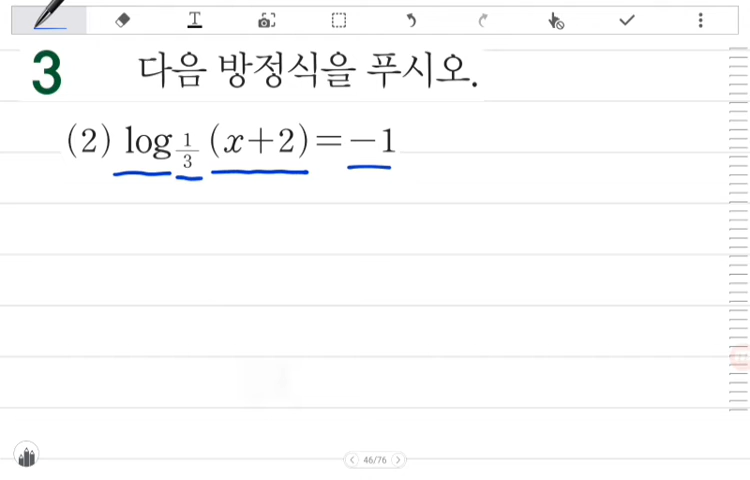 3 다음 방정식을 푸시오.
(2) log_{1/3} (x+2)=-1
46/76